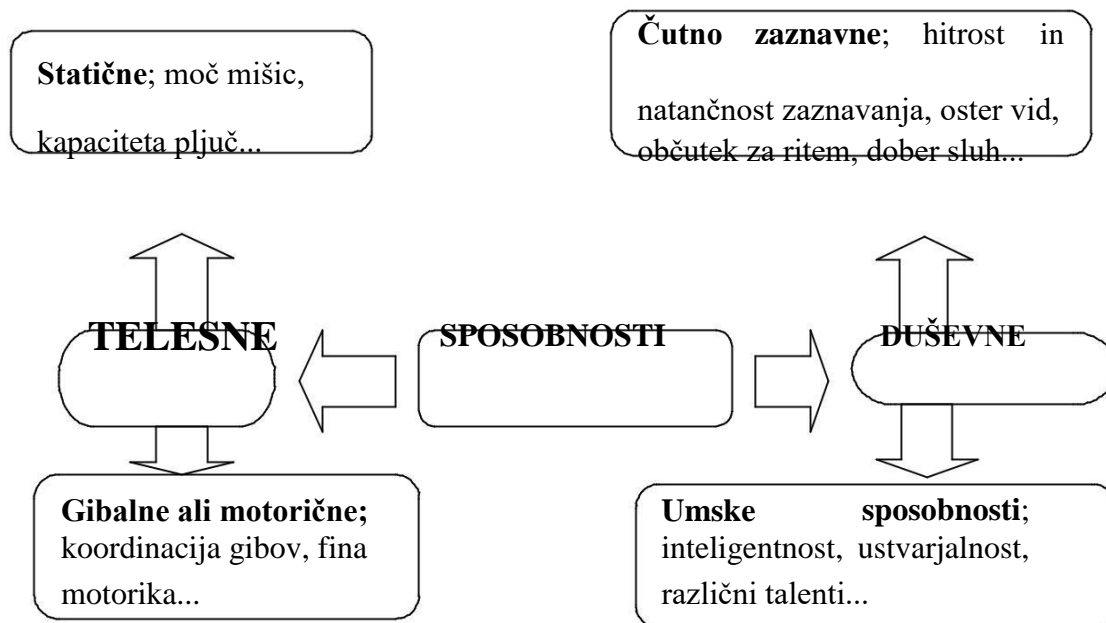 Statične; moč mišic,
kapaciteta pljuč...
Čutno zaznavne; hitrost in
natančnost zaznavanja, oster vid,
občutek za ritem, dober sluh...
TELESNE
SPOSOBNOSTI
DUŠEVNE
Gibalne ali motorične;
koordinacija gibov, fina
motorika...
Umske sposobnosti;
inteligentnost, ustvarjalnost,
različni talenti...